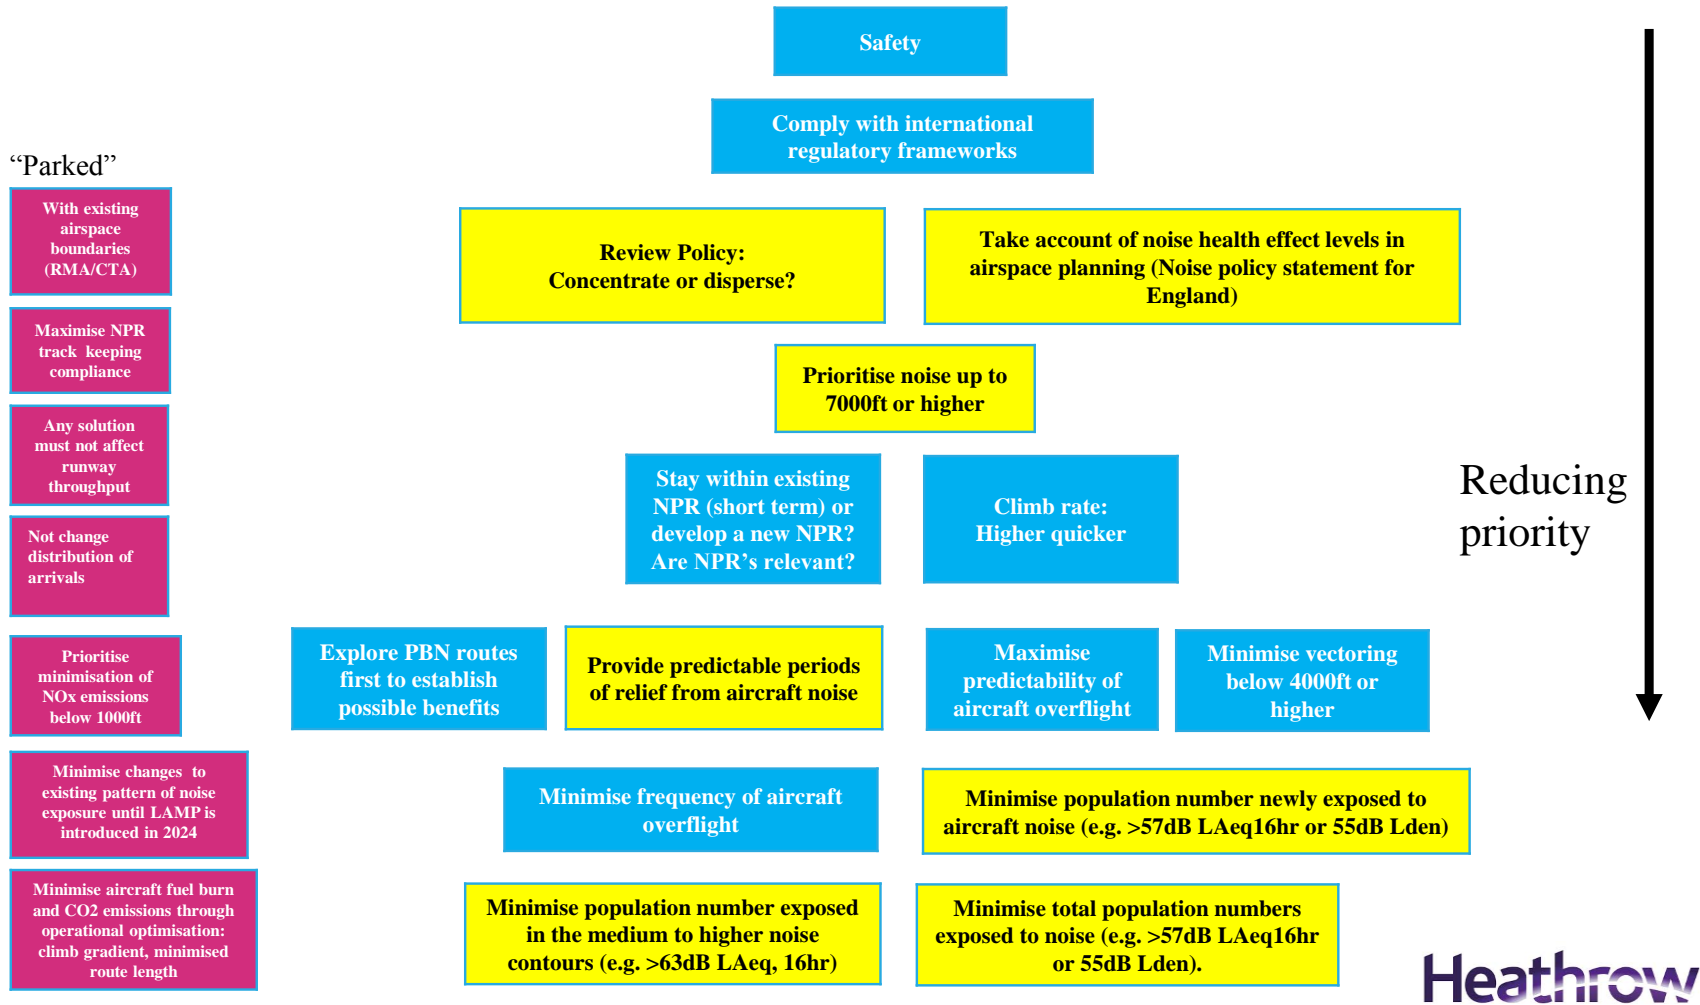 Safety
Comply with international
regulatory frameworks
“Parked”
With existing
airspace
boundaries
(RMA/CTA)
Maximise NPR
track keeping
compliance
Any solution
must not affect
runway
throughput
Not change
distribution of
arrivals
Prioritise
minimisation of
NOx emissions
below 1000ft
Minimise changes to
existing pattern of noise
exposure until LAMP is
introduced in 2024
Minimise aircraft fuel burn
and CO2 emissions through
operational optimisation:
climb gradient, minimised
route length
Review Policy:
Concentrate or disperse?
Take account of noise health effect levels in
airspace planning (Noise policy statement for
England)
Prioritise noise up to
7000ft or higher
Stay within existing
NPR (short term) or
develop a new NPR?
Are NPR’s relevant?
Climb rate:
Higher quicker
Explore PBN routes
first to establish
possible benefits
Provide predictable periods
of relief from aircraft noise
Maximise
predictability of
aircraft overflight
Minimise vectoring
below 4000ft or
higher
Minimise frequency of aircraft
overflight
Minimise population number newly exposed to
aircraft noise (e.g. >57dB LAeq16hr or 55dB Lden)
Minimise population number exposed
in the medium to higher noise
contours (e.g. >63dB LAeq, 16hr)
Minimise total population numbers
exposed to noise (e.g. >57dB LAeq16hr
or 55dB Lden).
Reducing
priority
Heathrow